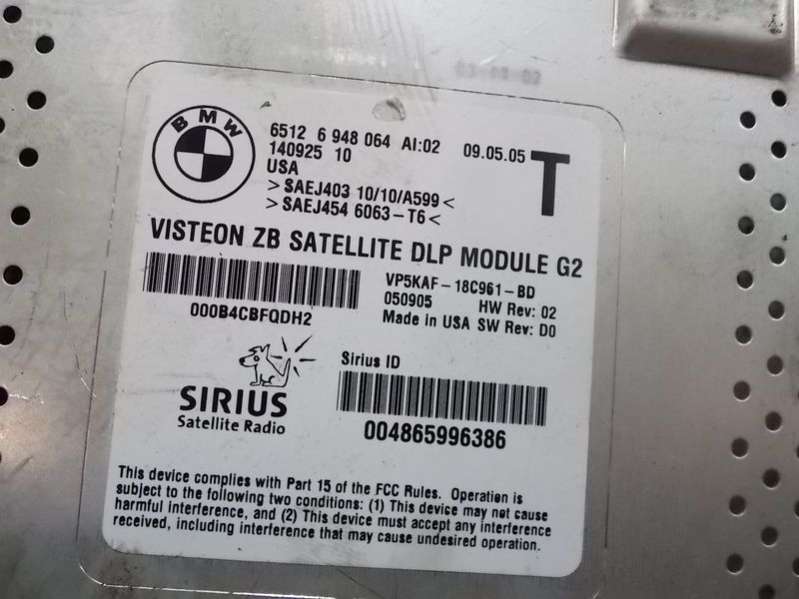 BMW
6512 6 948 064 AI:02 09.05.05 T
140925 10
USA
>SAEJ403 10/10/A599<
>SAEJ454 6063-T6<
VISTEON ZB SATELLITE DLP MODULE G2
VP5KAF-18C961-BD
050905 HW Rev: 02
Made in USA SW Rev: D0
000B4CBFQDH2
Sirius ID
SIRIUS
Satellite Radio
004865996386
This device complies with Part 15 of the FCC Rules. Operation is
subject to the following two conditions: (1) This device may not cause
harmful interference, and (2) This device must accept any interference
received, including interference that may cause undesired operation.